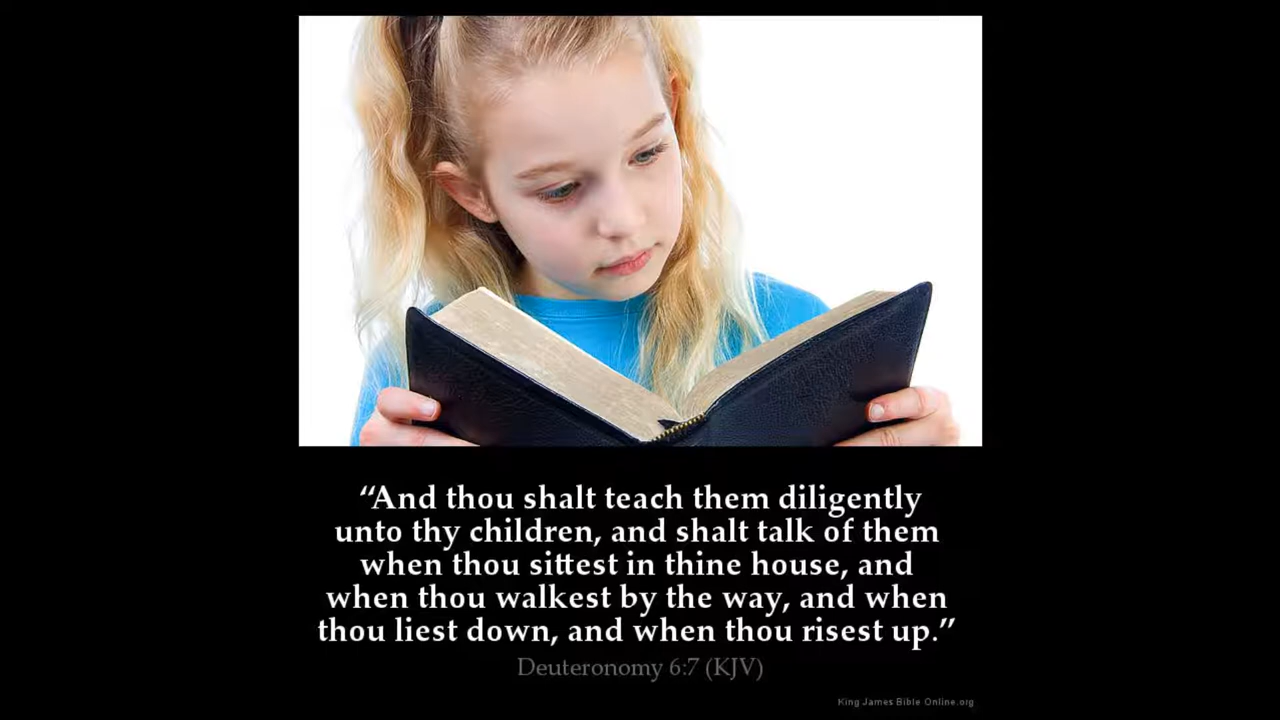 “And thou shalt teach them diligently
unto thy children, and shalt talk of them
when thou sittest in thine house, and
when thou walkest by the way, and when
thou liest down, and when thou risest up.”
Deuteronomy 6:7 (KJV)
King James Bible Online.org